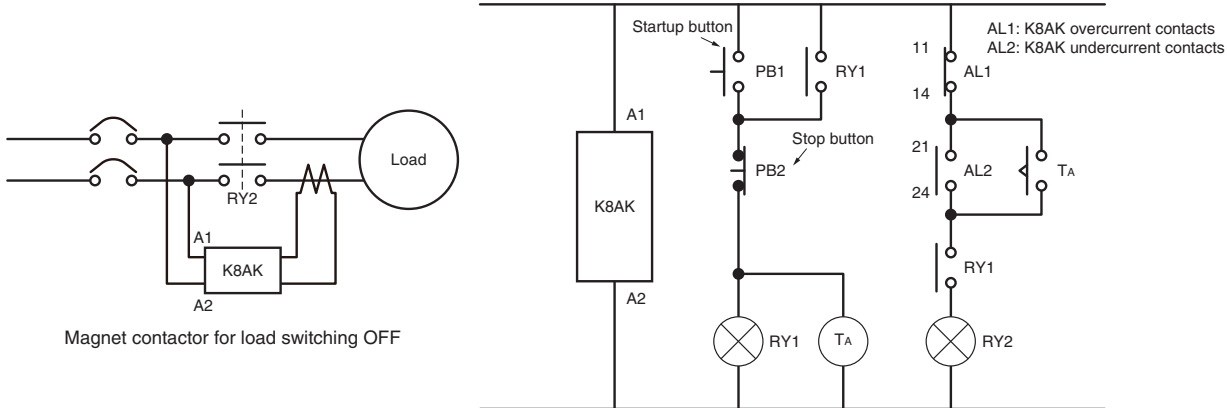 Load
RY2
A1
K8AK
A2
Magnet contactor for load switching OFF
A1
K8AK
A2
Startup button
PB1
RY1
Stop button
PB2
RY1
TA
AL1: K8AK overcurrent contacts
AL2: K8AK undercurrent contacts
11
AL1
14
21
AL2
TA
24
RY1
RY2